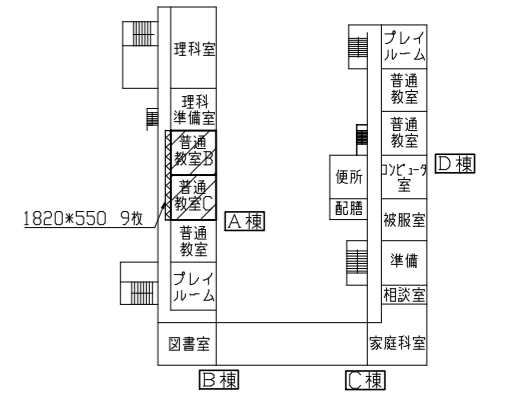 理科室
理科
準備室
普通
教室B
普通
教室C
1820*550 9枚
A棟
普通
教室
プレイ
ルーム
図書室
B棟
プレイ
ルーム
普通
教室
普通
教室
コンピュータ
室
D棟
便所
配膳
被服室
準備
相談室
家庭科室
C棟